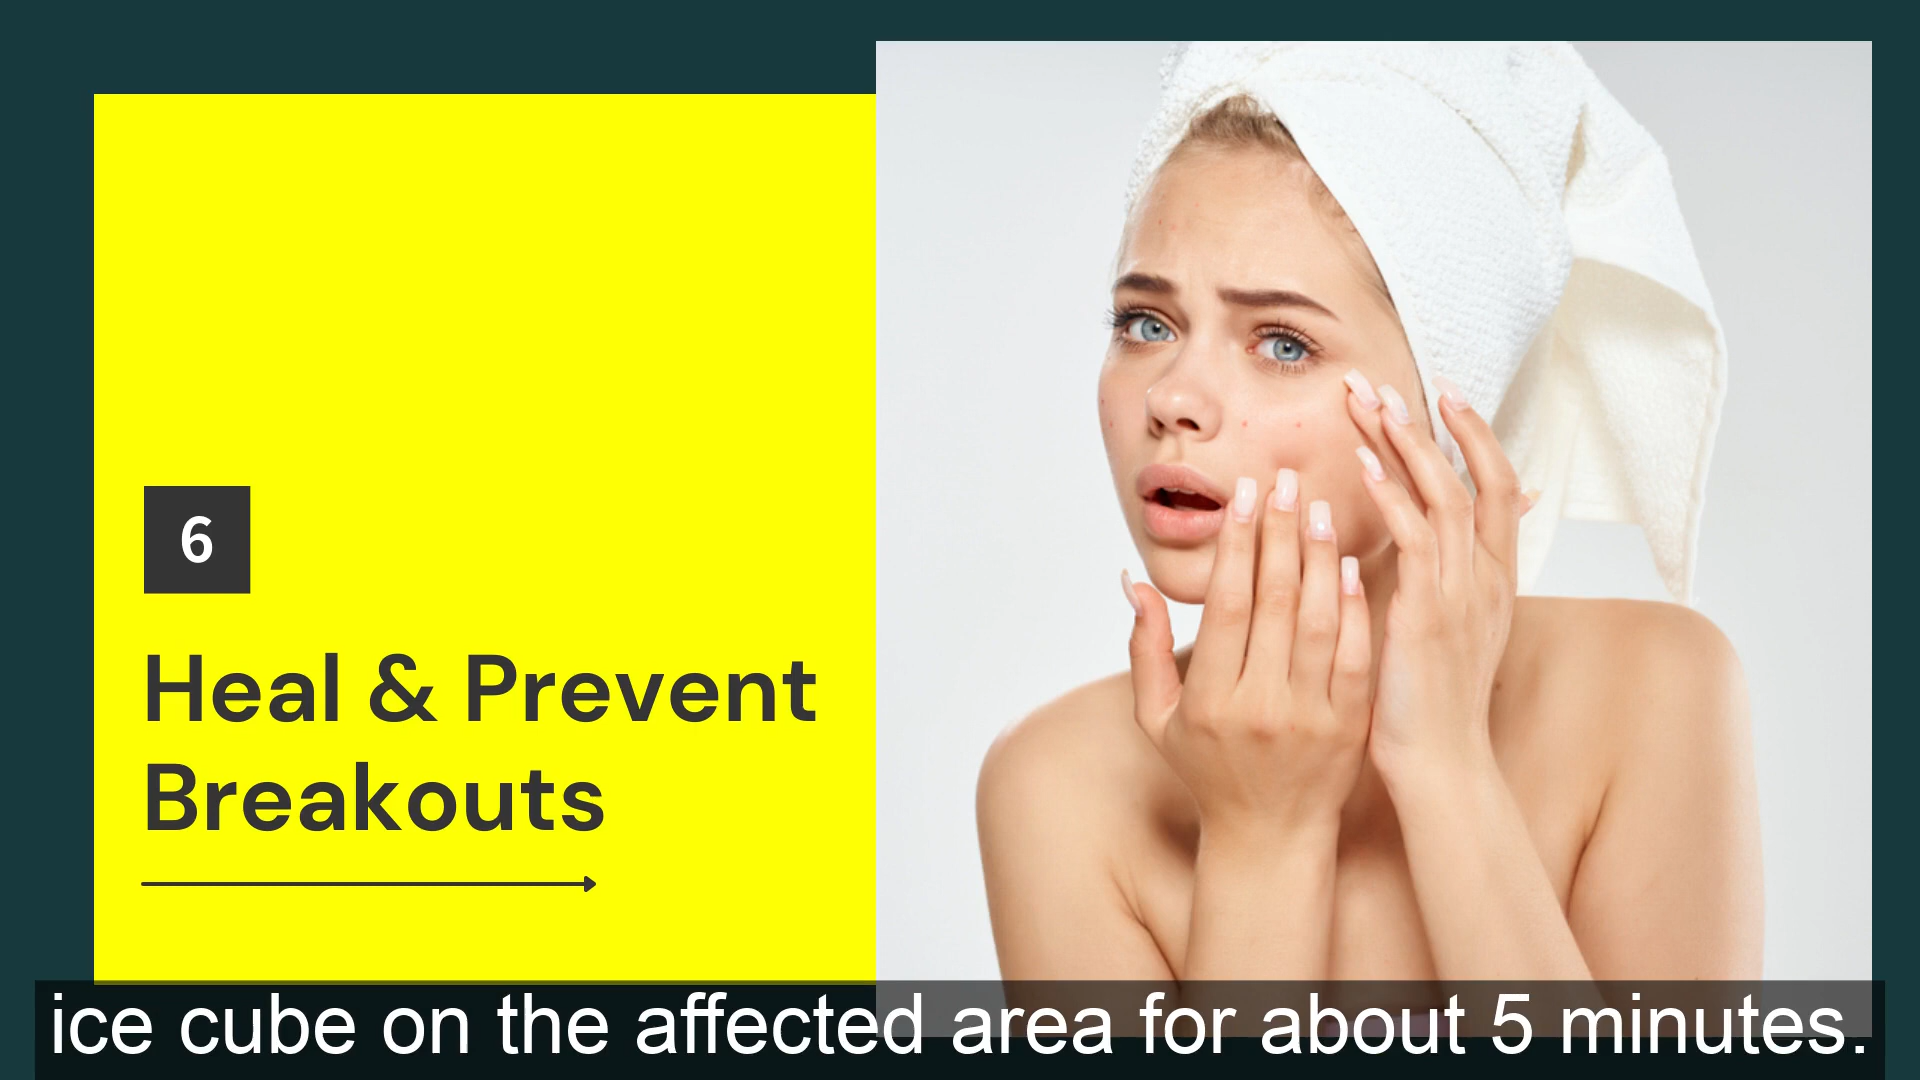 6
Heal & Prevent
Breakouts
ice cube on the affected area for about 5 minutes.